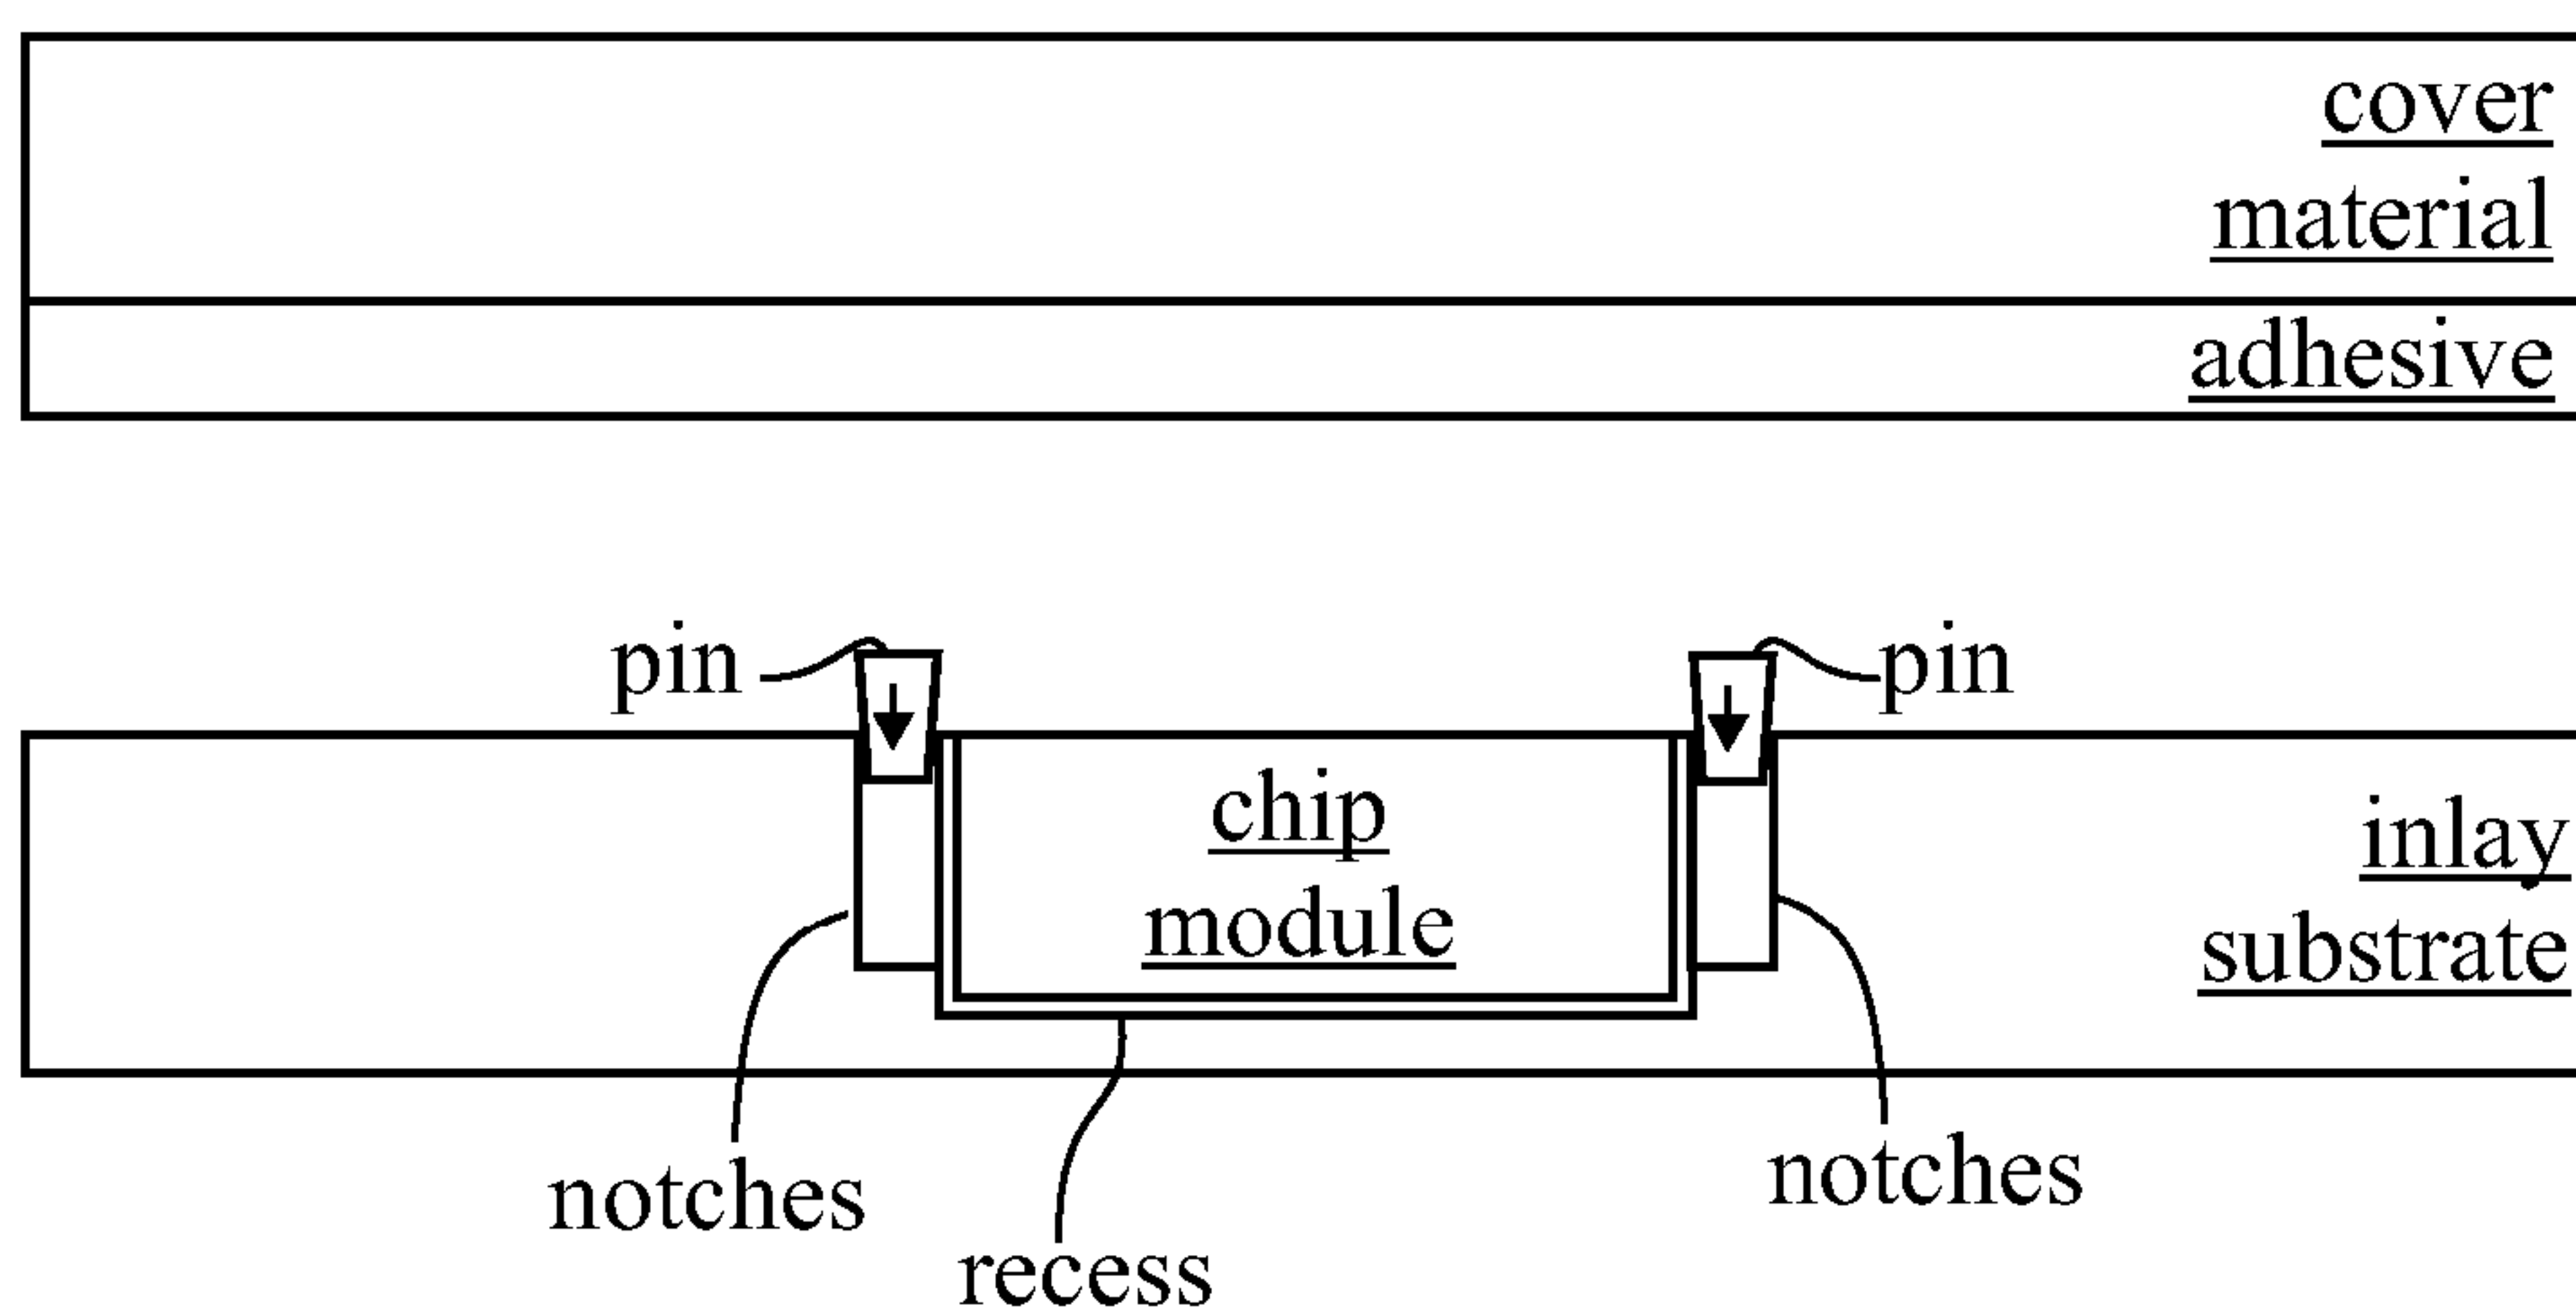 cover
material
adhesive
pin
pin
chip
module
inlay
substrate
notches
notches
recess